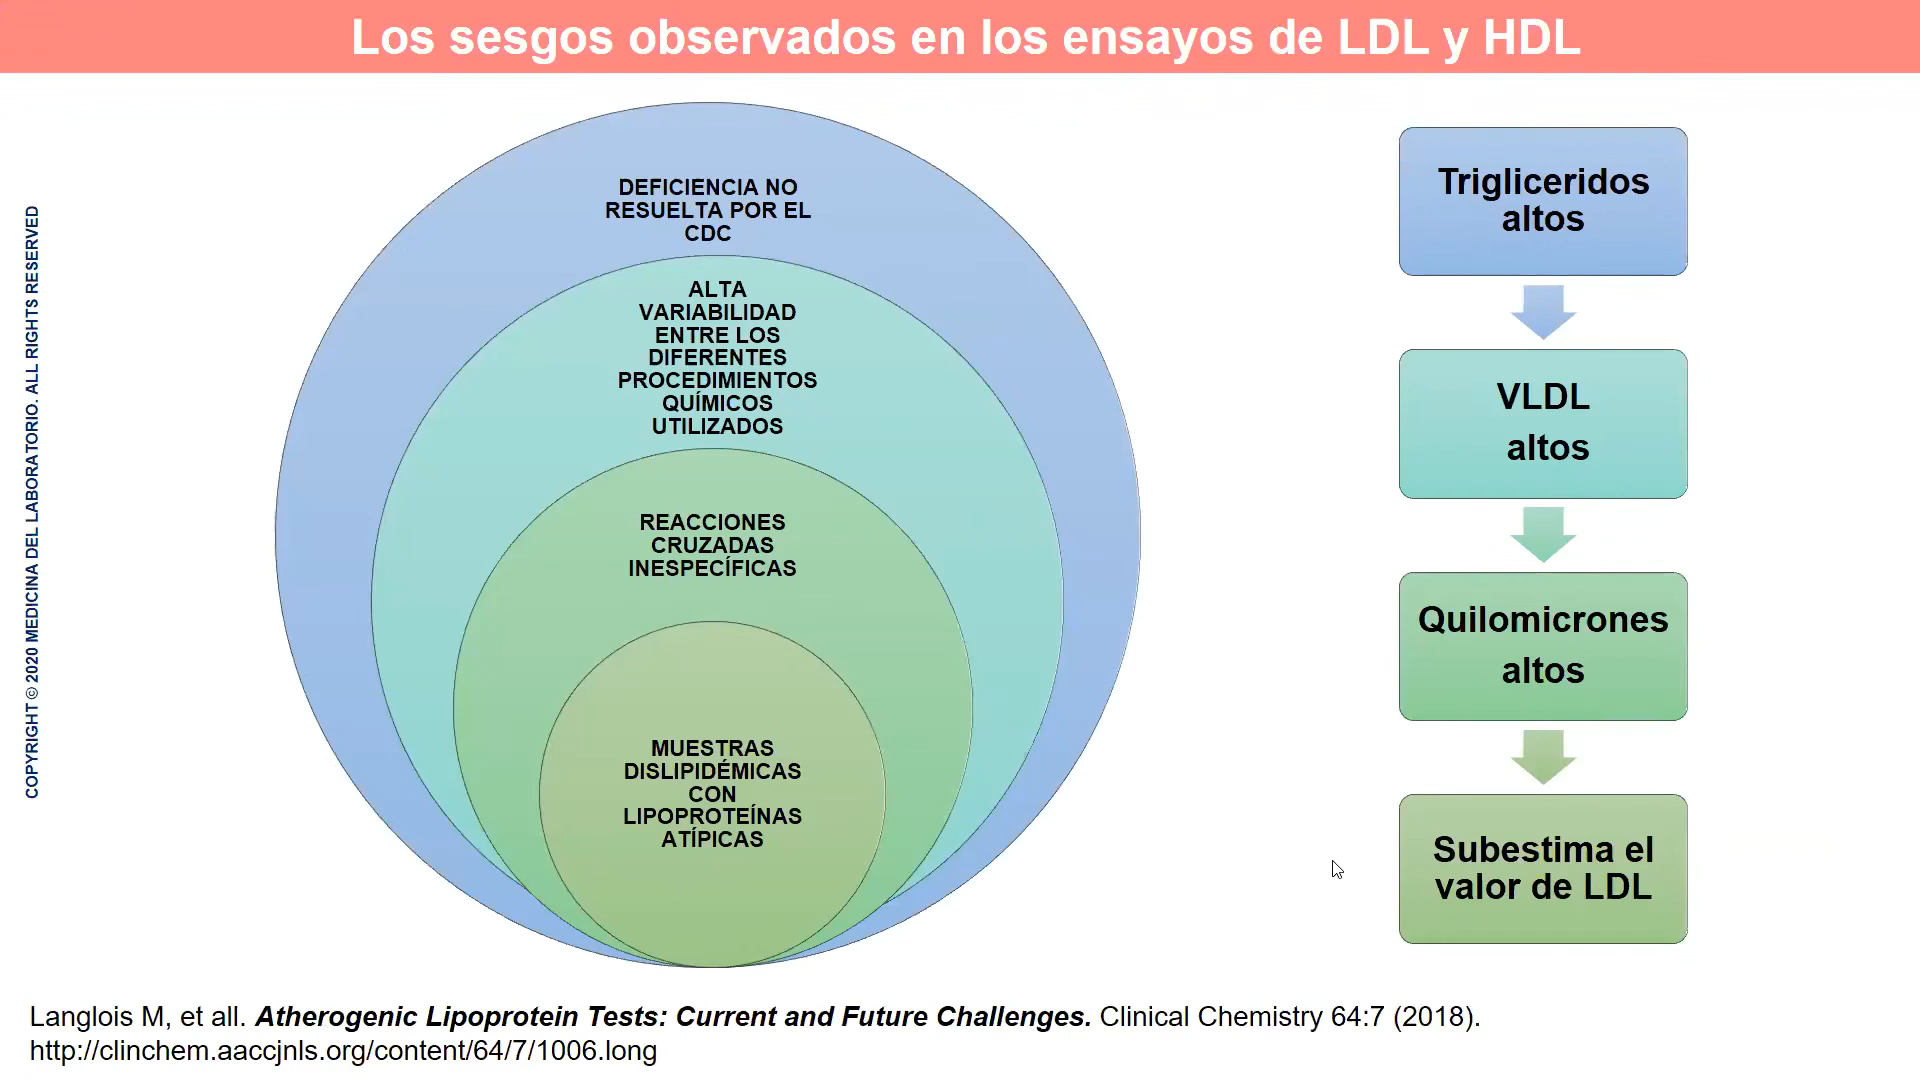 Los sesgos observados en los ensayos de LDL y HDL
COPYRIGHT © 2020 MEDICINA DEL LABORATORIO. ALL RIGHTS RESERVED
DEFICIENCIA NO
RESUELTA POR EL
CDC
ALTA
VARIABILIDAD
ENTRE LOS
DIFERENTES
PROCEDIMIENTOS
QUÍMICOS
UTILIZADOS
REACCIONES
CRUZADAS
INESPECÍFICAS
MUESTRAS
DISLIPIDÉMICAS
CON
LIPOPROTEÍNAS
ATÍPICAS
Trigliceridos
altos
VLDL
altos
Quilomicrones
altos
Subestima el
valor de LDL
Langlois M, et all. Atherogenic Lipoprotein Tests: Current and Future Challenges. Clinical Chemistry 64:7 (2018).
http://clinchem.aaccjnls.org/content/64/7/1006.long